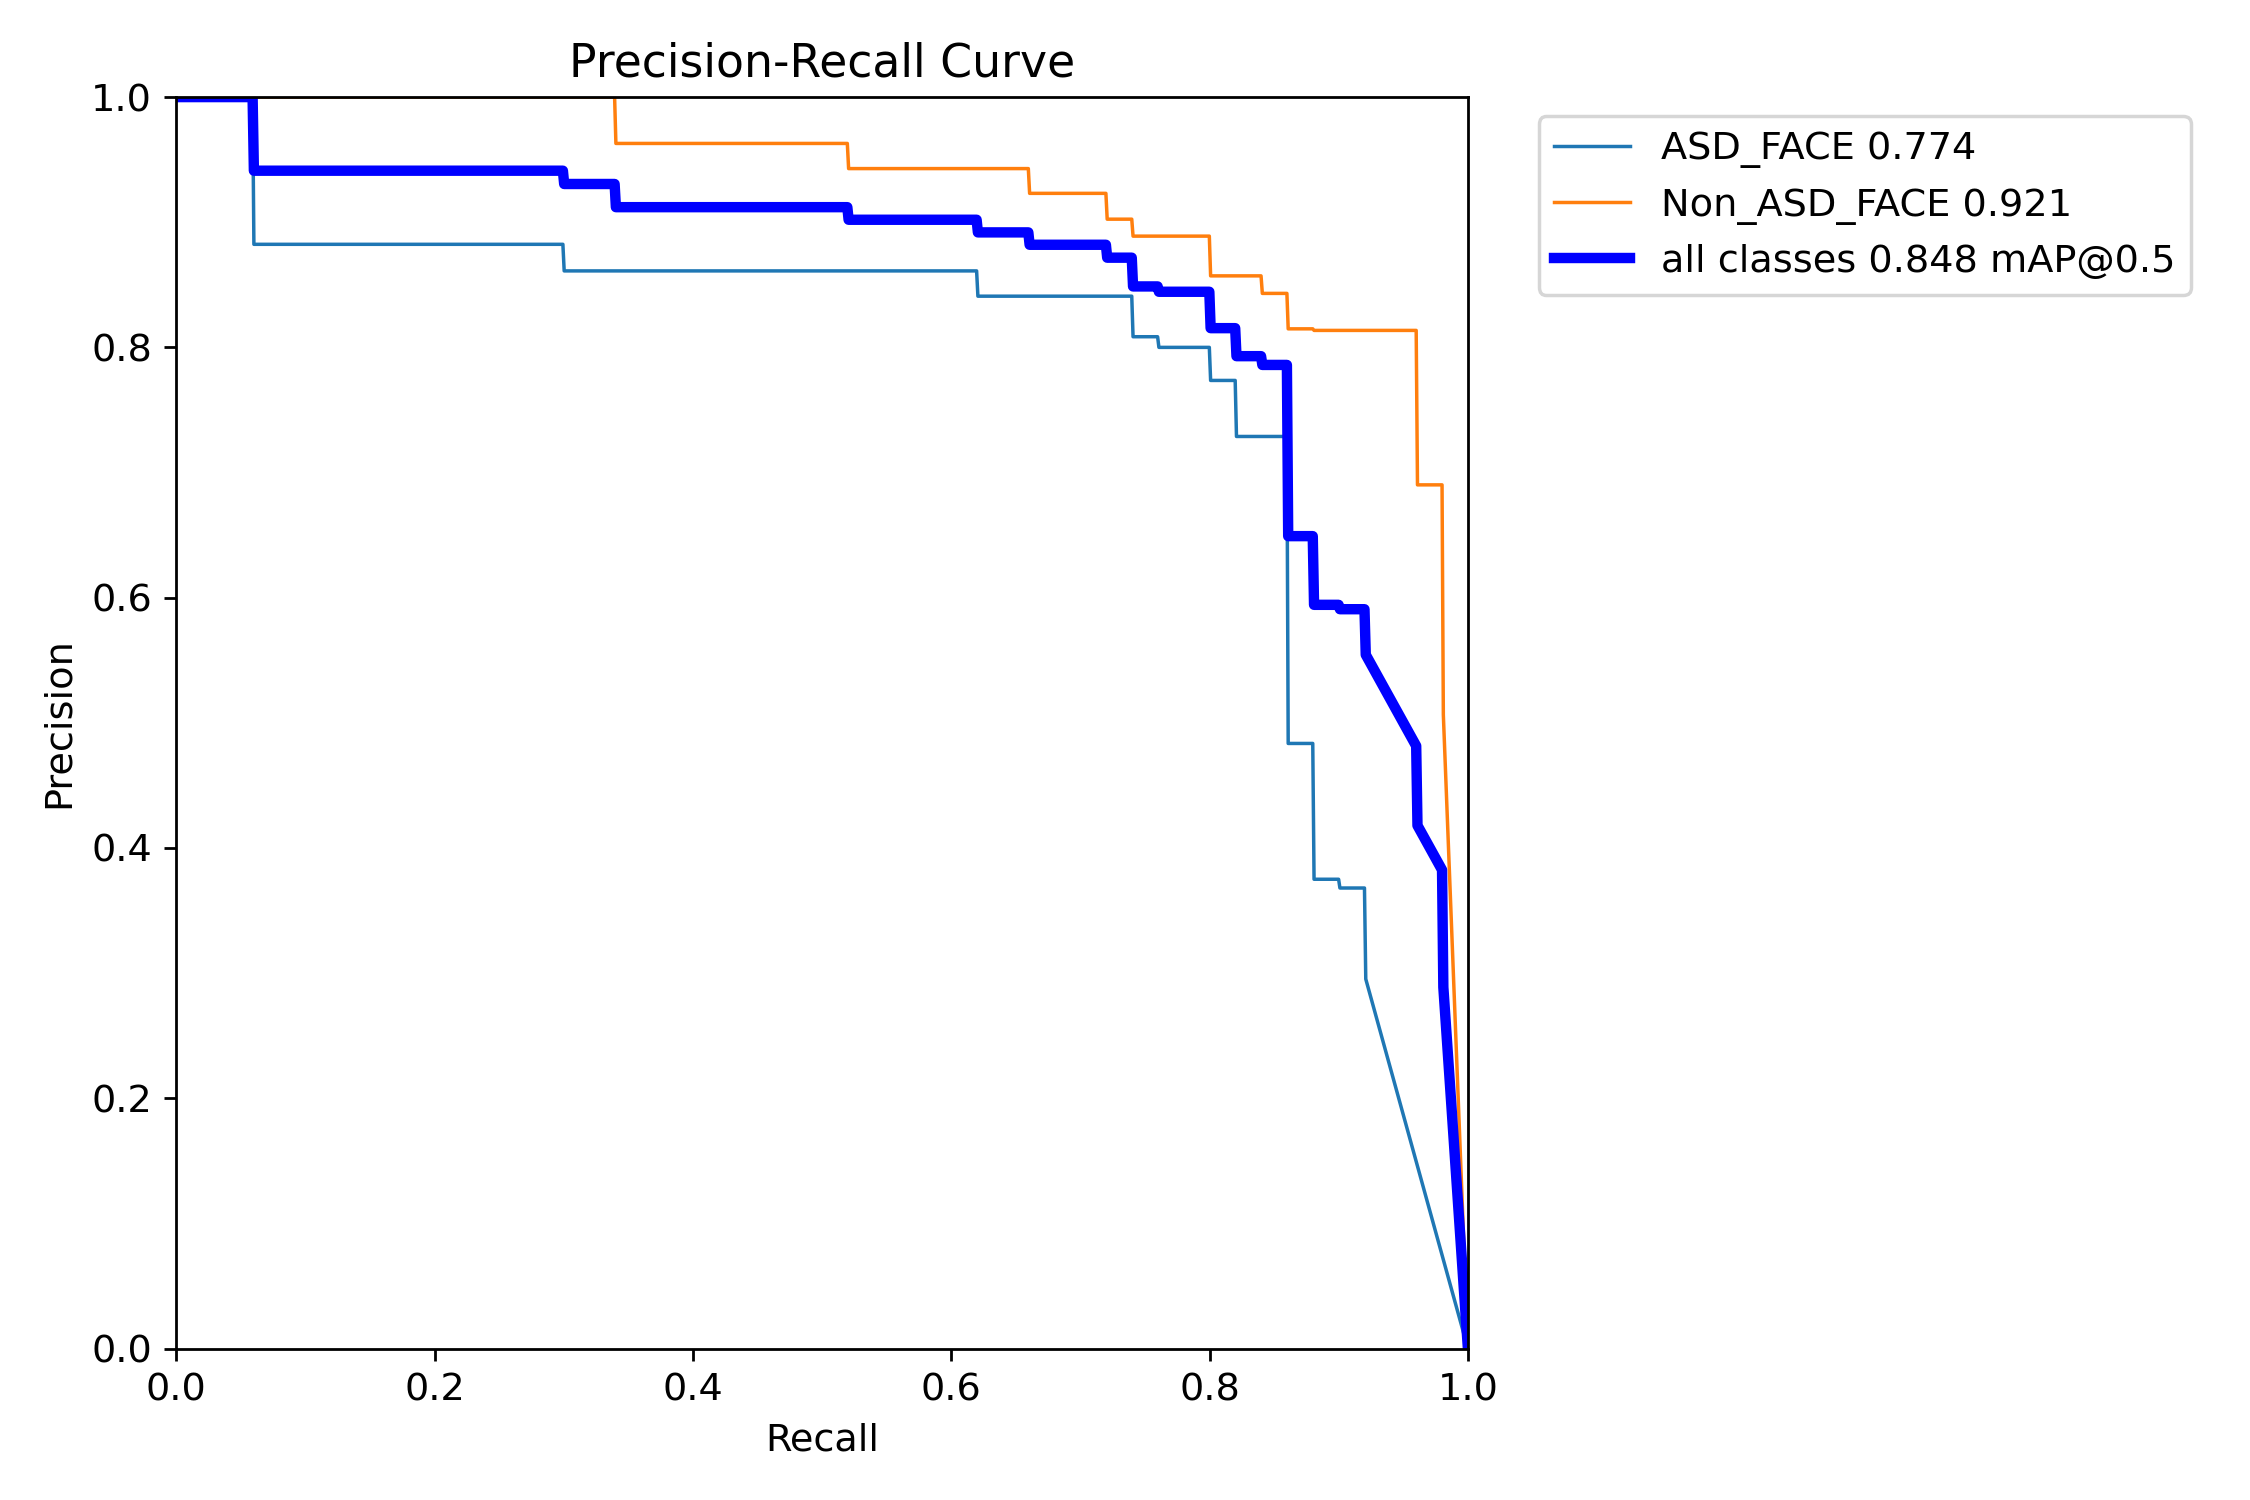 Precision-Recall Curve
1.0
0.8
0.6
0.4
0.2
0.0
Precision
0.0 0.2 0.4 0.6 0.8 1.0
Recall
ASD_FACE 0.774
Non_ASD_FACE 0.921
all classes 0.848 mAP@0.5